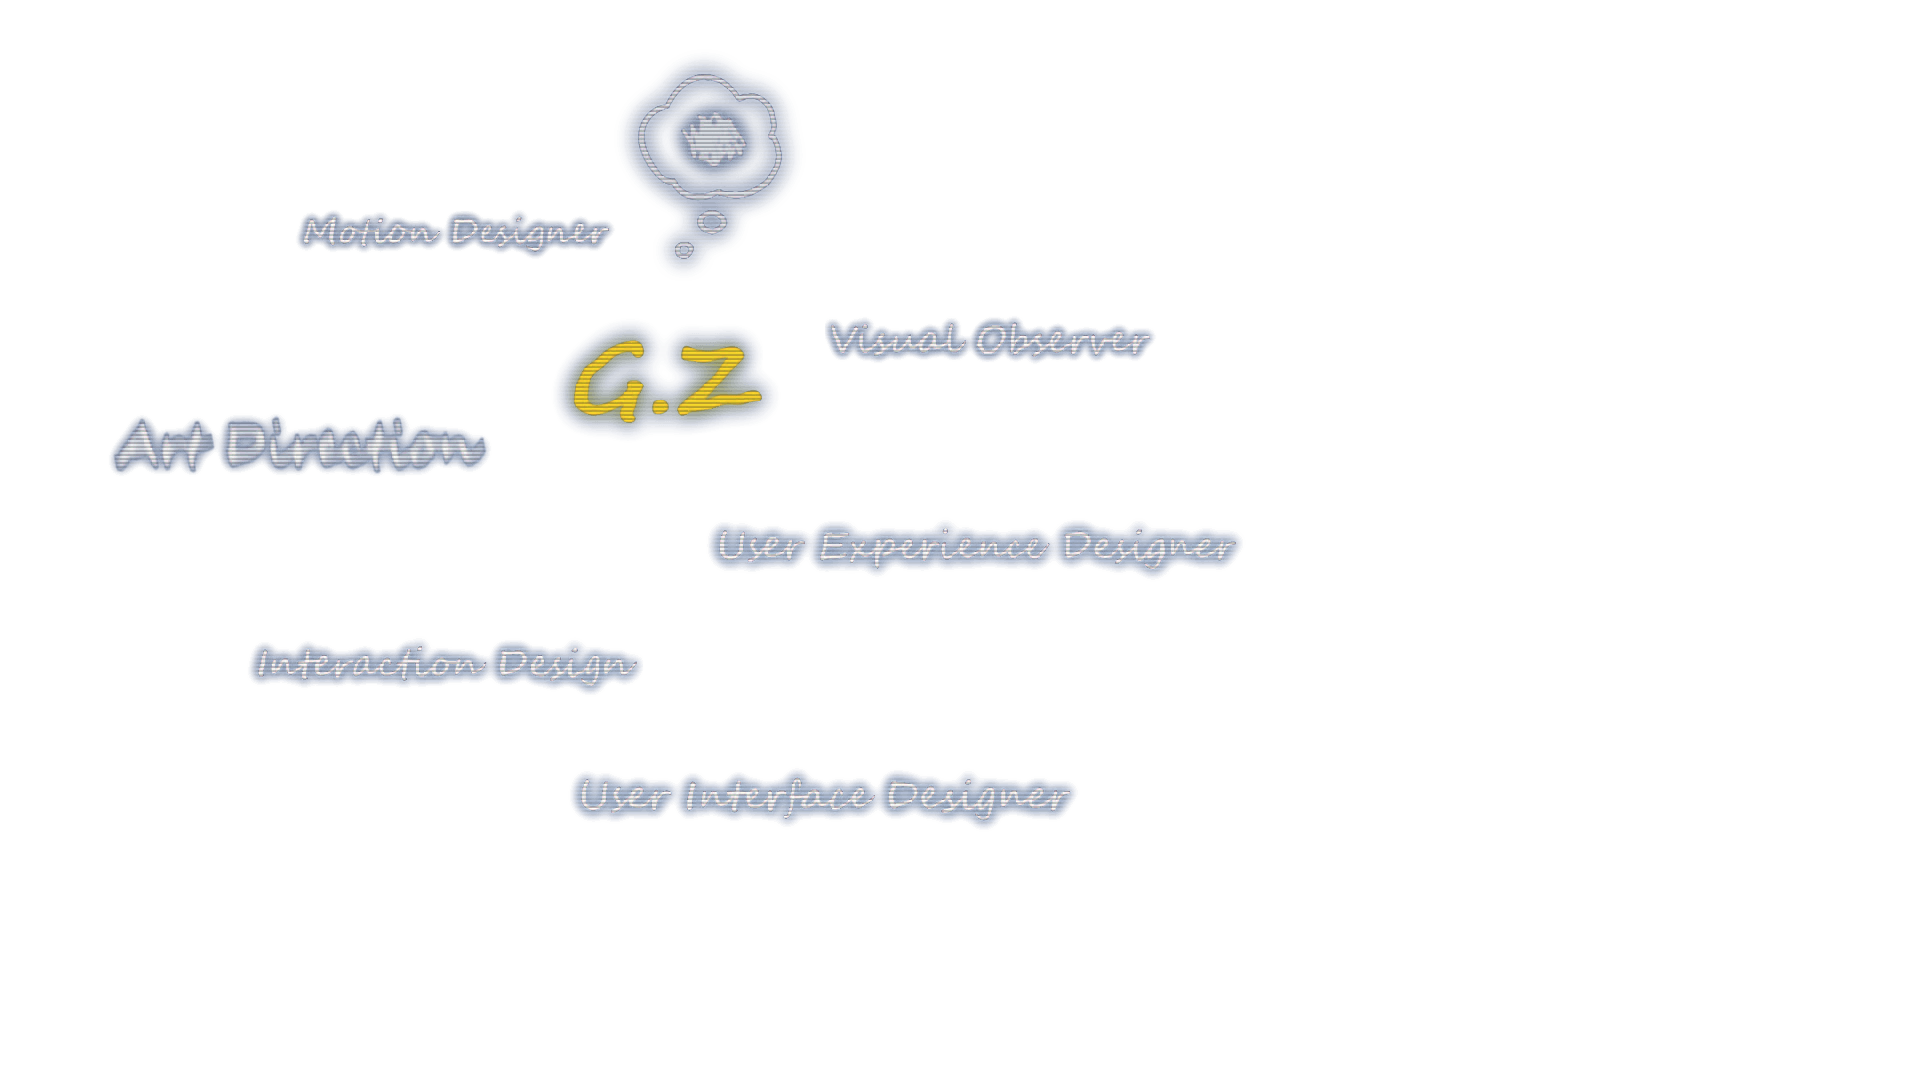 Motion Designer
Visual Observer
G.Z
Art Direction
User Experience Designer
Interaction Design
User Interface Designer